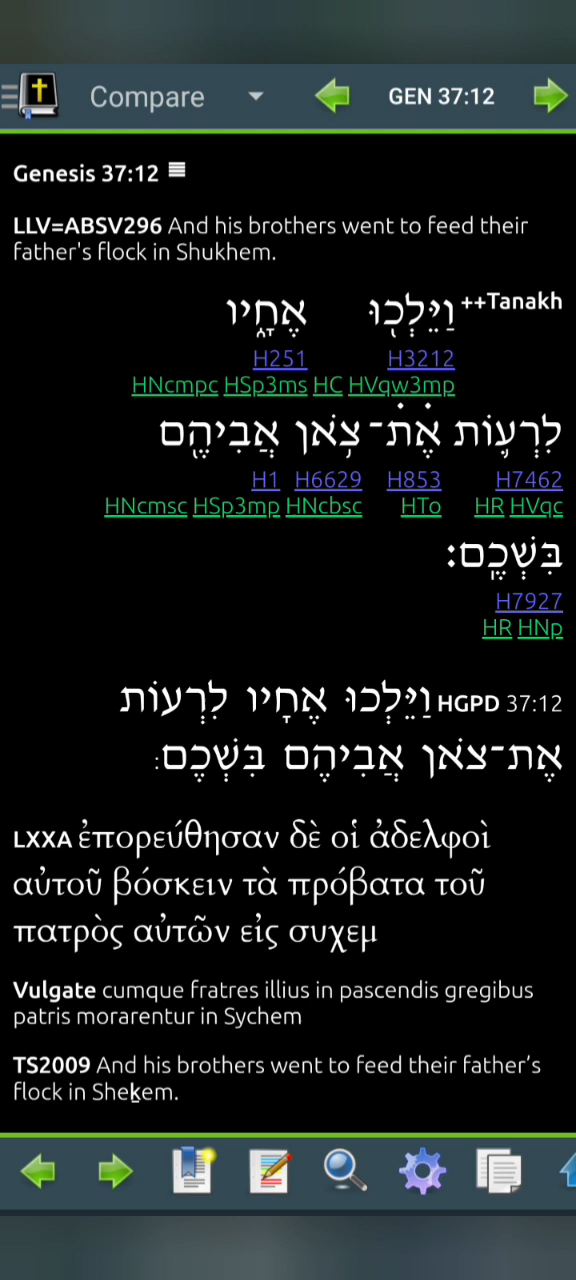 Compare
GEN 37:12
Genesis 37:12
LLV=ABSV296 And his brothers went to feed their
father's flock in Shukhem.
++Tanakh וַיֵּלְכ֖וּ אֶחָ֑יו
H251 H3212
HNcmpc HSp3ms HC HVqw3mp
לִרְע֛וֹת אֶׄתׄ־ צֹ֥אן אֲבִיהֶ֖ם
H1 H6629 H853 H7462
HNcmsc HSp3mp HNcbsc HTo HR HVqc
בִּשְׁכֶֽם׃
H7927
HR HNp
HGPD 37:12 וַיֵּלְכוּ אֶחָיו לִרְעוֹת
אֶת־צֹאן אֲבִיהֶם בִּשְׁכֶם׃
LXXA ἐπορεύθησαν δὲ οἱ ἀδελφοὶ
αὐτοῦ βόσκειν τὰ πρόβατα τοῦ
πατρὸς αὐτῶν εἰς συχεμ
Vulgate cumque fratres illius in pascendis gregibus
patris morarentur in Sychem
TS2009 And his brothers went to feed their father’s
flock in Sheḵem.